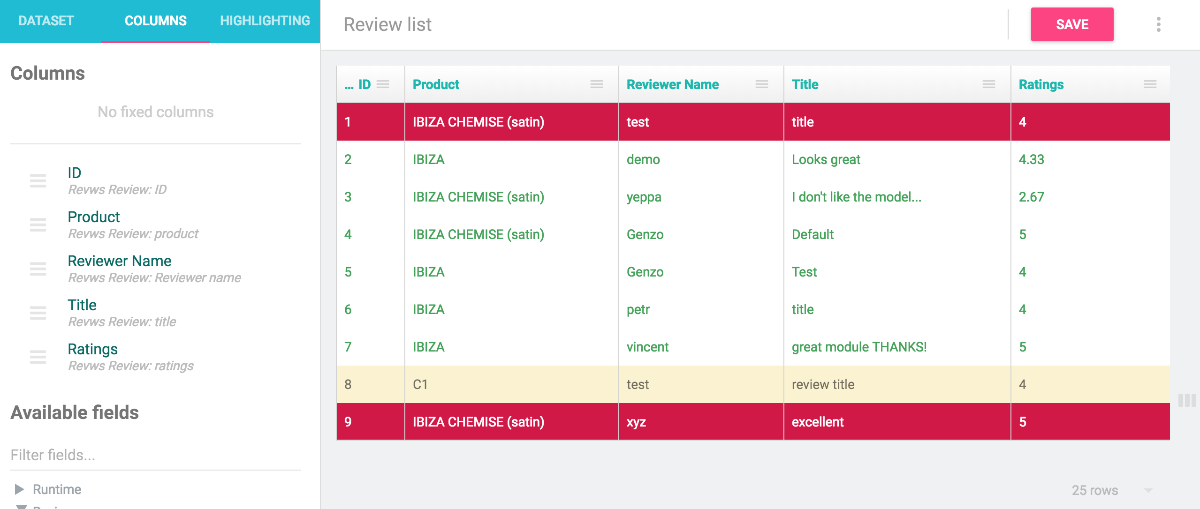 DATASET COLUMNS HIGHLIGHTING
Review list
SAVE
Columns
No fixed columns
ID
Revws Review: ID
Product
Revws Review: product
Reviewer Name
Revws Review: Reviewer name
Title
Revws Review: title
Ratings
Revws Review: ratings
Available fields
Filter fields...
Runtime
... ID Product Reviewer Name Title Ratings
1 IBIZA CHEMISE (satin) test title 4
2 IBIZA demo Looks great 4.33
3 IBIZA CHEMISE (satin) yeppa I don't like the model... 2.67
4 IBIZA CHEMISE (satin) Genzo Default 5
5 IBIZA Genzo Test 4
6 IBIZA petr title 4
7 IBIZA vincent great module THANKS! 5
8 C1 test review title 4
9 IBIZA CHEMISE (satin) xyz excellent 5
25 rows